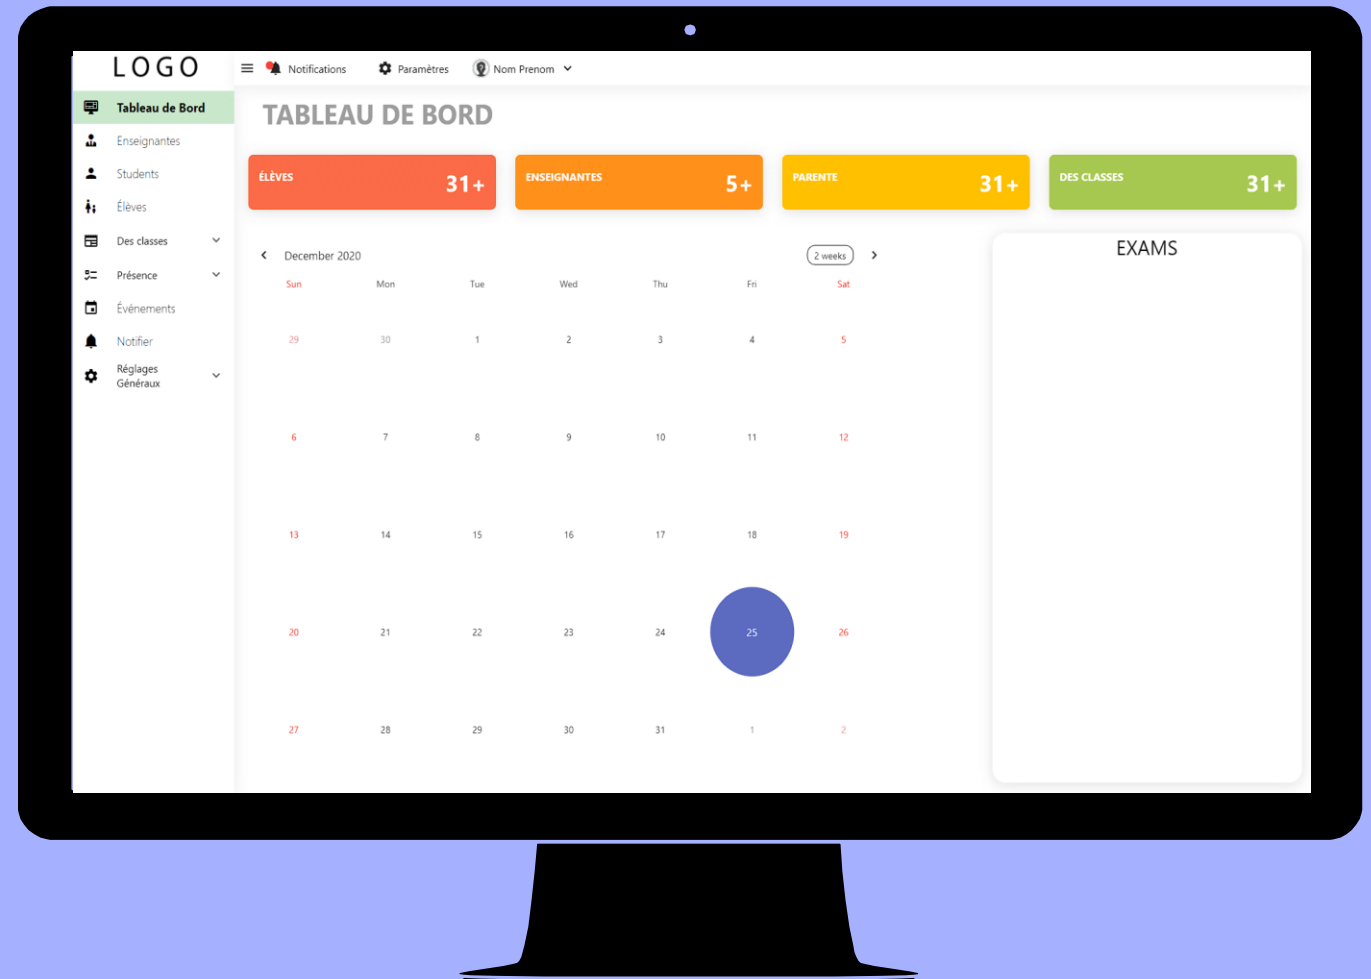 LOGO
Notifications Paramètres Nom Prenom
Tableau de Bord
Enseignantes
Students
Élèves
Des classes
Présence
Événements
Notifier
Réglages
Généraux
TABLEAU DE BORD
ÉLÈVES 31+
ENSEIGNANTES 5+
PARENTE 31+
DES CLASSES 31+
December 2020 2 weeks
Sun Mon Tue Wed Thu Fri Sat
29 30 1 2 3 4 5
6 7 8 9 10 11 12
13 14 15 16 17 18 19
20 21 22 23 24 25 26
27 28 29 30 31 1 2
EXAMS